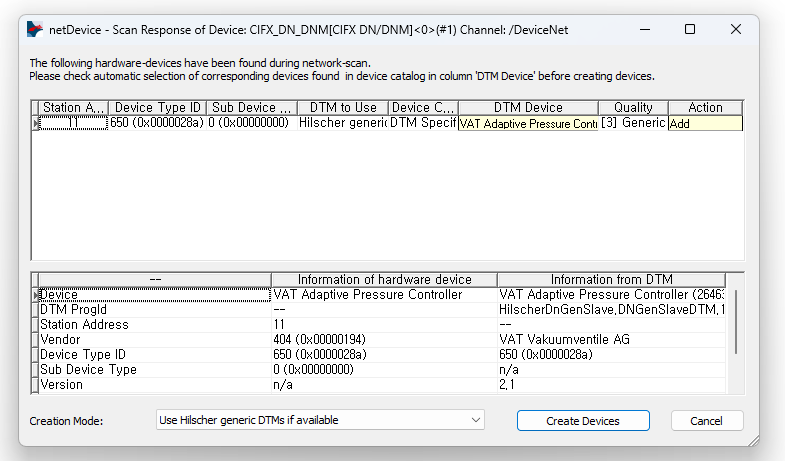 netDevice - Scan Response of Device: CIFX_DN_DNM[CIFX DN/DNM]<0>(#1) Channel: /DeviceNet
The following hardware-devices have been found during network-scan.
Please check automatic selection of corresponding devices found in device catalog in column 'DTM Device' before creating devices.
Station A... Device Type ID Sub Device ... DTM to Use Device C... DTM Device Quality Action
11 650 (0x0000028a) 0 (0x00000000) Hilscher generic DTM Specif VAT Adaptive Pressure Contr [3] Generic Add
-- Information of hardware device Information from DTM
Device VAT Adaptive Pressure Controller VAT Adaptive Pressure Controller (26463
DTM ProgId -- HilscherDnGenSlave,DNGenSlaveDTM,1
Station Address 11 --
Vendor 404 (0x00000194) VAT Vakuumventile AG
Device Type ID 650 (0x0000028a) 650 (0x0000028a)
Sub Device Type 0 (0x00000000) n/a
Version n/a 2,1
Creation Mode: Use Hilscher generic DTMs if available Create Devices Cancel